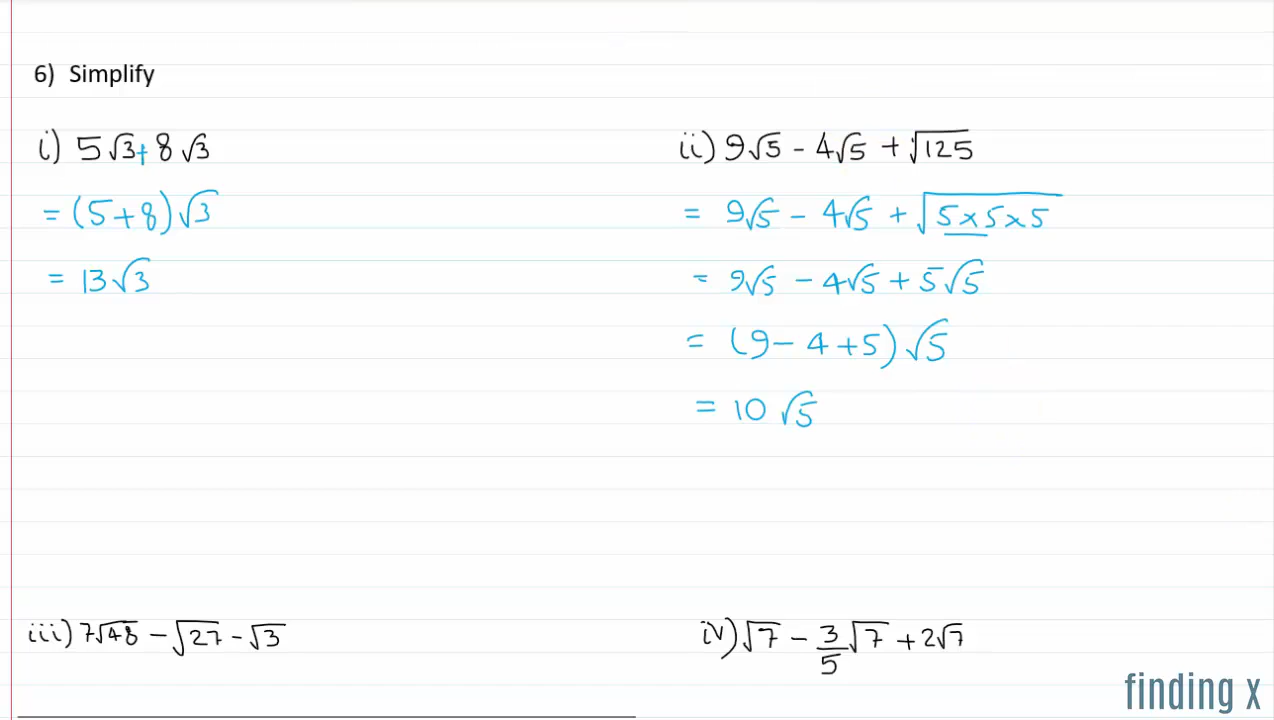 6) Simplify
i) 5√3 + 8√3
= (5+8)√3
= 13√3
ii) 9√5 - 4√5 + √125
= 9√5 - 4√5 + √5×5×5
= 9√5 - 4√5 + 5√5
= (9 - 4 + 5)√5
= 10√5
iii) 7√48 - √27 - √3
iv) √7 - 3/5√7 + 2√7
finding x